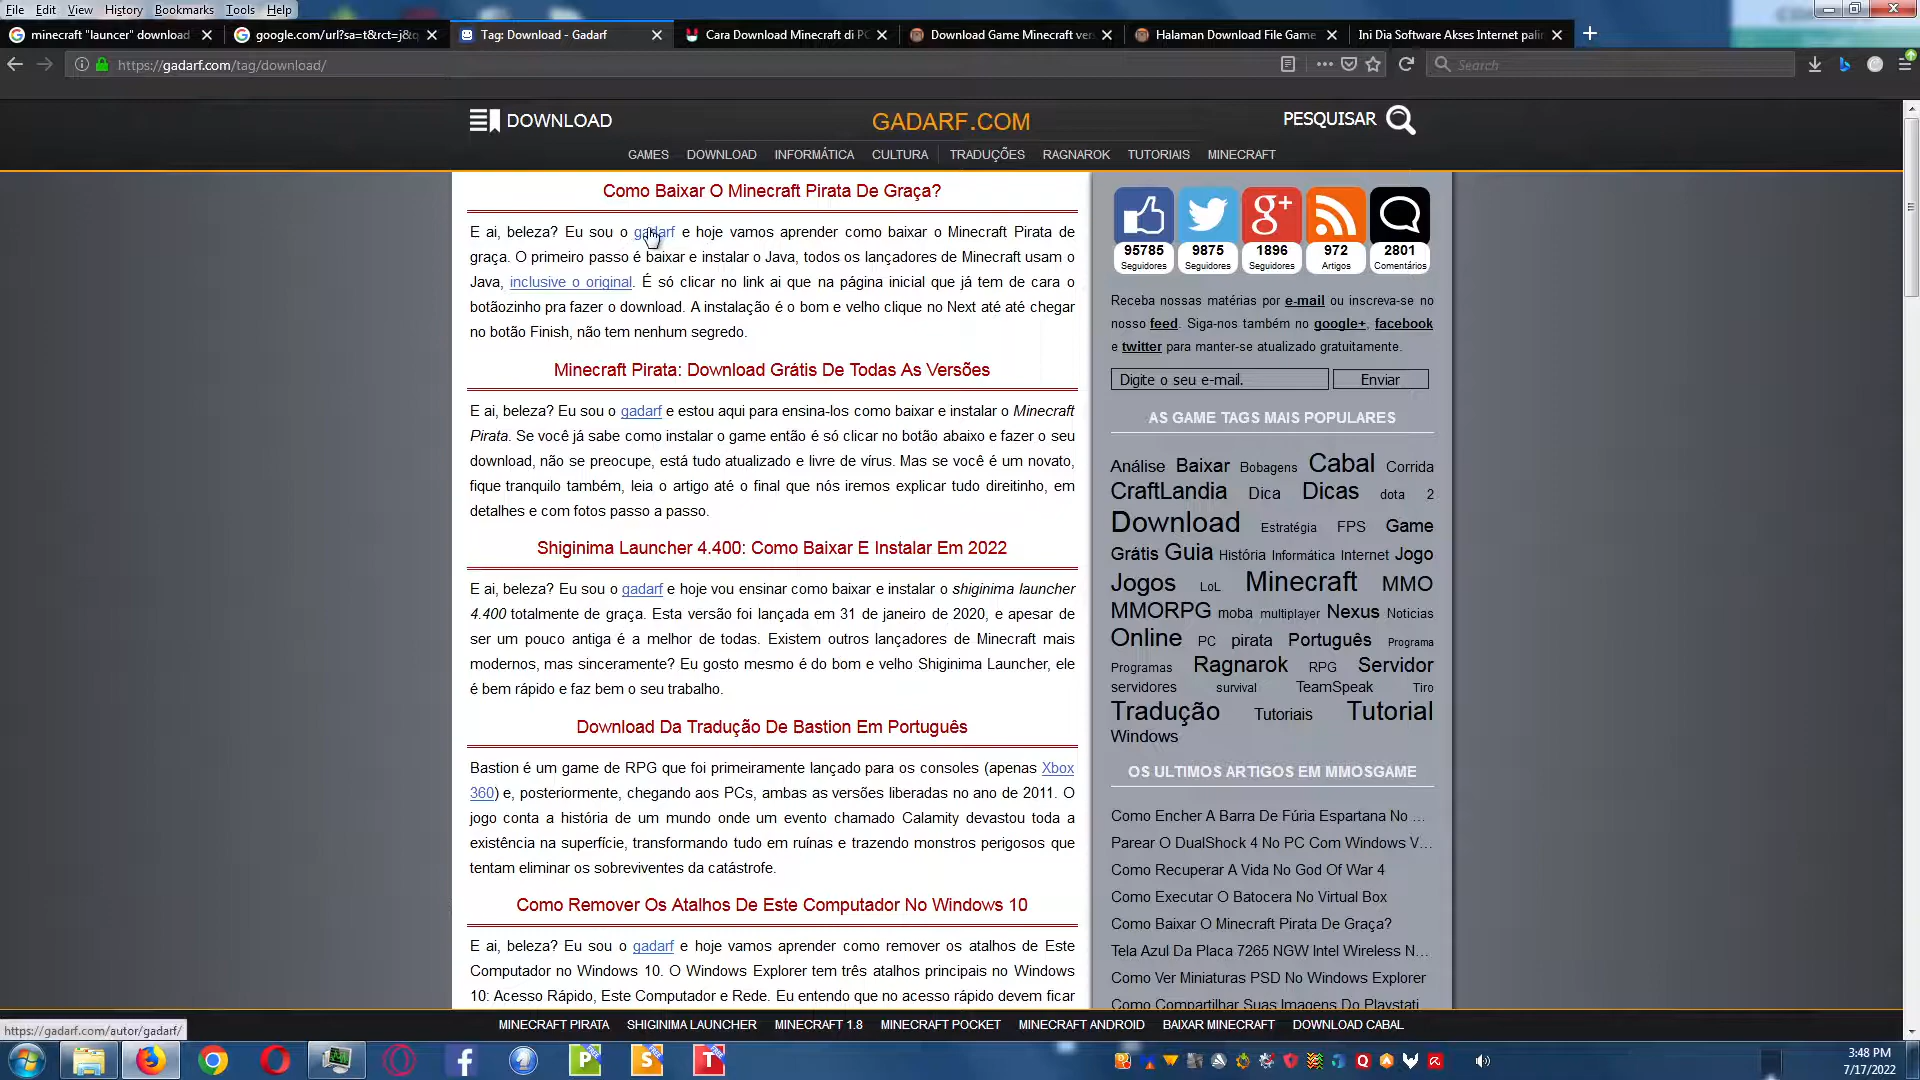 File Edit View History Bookmarks Tools Help
minecraft "launcer" download
google.com/url?sa=t&rct=j&q
Tag: Download - Gadarf
Cara Download Minecraft di PC
Download Game Minecraft ver
Halaman Download File Game
Ini Dia Software Akses Internet palin
https://gadarf.com/tag/download/
Search
DOWNLOAD
GADARF.COM
PESQUISAR
GAMES DOWNLOAD INFORMÁTICA CULTURA TRADUÇÕES RAGNAROK TUTORIAIS MINECRAFT
Como Baixar O Minecraft Pirata De Graça?
E ai, beleza? Eu sou o gadarf e hoje vamos aprender como baixar o Minecraft Pirata de
graça. O primeiro passo é baixar e instalar o Java, todos os lançadores de Minecraft usam o
Java, inclusive o original. É só clicar no link ai que na página inicial que já tem de cara o
botãozinho pra fazer o download. A instalação é o bom e velho clique no Next até até chegar
no botão Finish, não tem nenhum segredo.
Minecraft Pirata: Download Grátis De Todas As Versões
E ai, beleza? Eu sou o gadarf e estou aqui para ensina-los como baixar e instalar o Minecraft
Pirata. Se você já sabe como instalar o game então é só clicar no botão abaixo e fazer o seu
download, não se preocupe, está tudo atualizado e livre de vírus. Mas se você é um novato,
fique tranquilo também, leia o artigo até o final que nós iremos explicar tudo direitinho, em
detalhes e com fotos passo a passo.
Shiginima Launcher 4.400: Como Baixar E Instalar Em 2022
E ai, beleza? Eu sou o gadarf e hoje vou ensinar como baixar e instalar o shiginima launcher
4.400 totalmente de graça. Esta versão foi lançada em 31 de janeiro de 2020, e apesar de
ser um pouco antiga é a melhor de todas. Existem outros lançadores de Minecraft mais
modernos, mas sinceramente? Eu gosto mesmo é do bom e velho Shiginima Launcher, ele
é bem rápido e faz bem o seu trabalho.
Download Da Tradução De Bastion Em Português
Bastion é um game de RPG que foi primeiramente lançado para os consoles (apenas Xbox
360) e, posteriormente, chegando aos PCs, ambas as versões liberadas no ano de 2011. O
jogo conta a história de um mundo onde um evento chamado Calamity devastou toda a
existência na superfície, transformando tudo em ruínas e trazendo monstros perigosos que
tentam eliminar os sobreviventes da catástrofe.
Como Remover Os Atalhos De Este Computador No Windows 10
E ai, beleza? Eu sou o gadarf e hoje vamos aprender como remover os atalhos de Este
Computador no Windows 10. O Windows Explorer tem três atalhos principais no Windows
10: Acesso Rápido, Este Computador e Rede. Eu entendo que no acesso rápido devem ficar
95785 9875 1896 972 2801
Seguidores Seguidores Seguidores Artigos Comentários
Receba nossas matérias por e-mail ou inscreva-se no
nosso feed. Siga-nos também no google+, facebook
e twitter para manter-se atualizado gratuitamente.
Digite o seu e-mail. Enviar
AS GAME TAGS MAIS POPULARES
Análise Baixar Bobagens Cabal Corrida
CraftLandia Dica Dicas dota 2
Download Estratégia FPS Game
Grátis Guia História Informática Internet Jogo
Jogos LoL Minecraft MMO
MMORPG moba multiplayer Nexus Noticias
Online PC pirata Português Programa
Programas Ragnarok RPG Servidor
servidores survival TeamSpeak Tiro
Tradução Tutoriais Tutorial
Windows
OS ULTIMOS ARTIGOS EM MMOSGAME
Como Encher A Barra De Fúria Espartana No ...
Parear O DualShock 4 No PC Com Windows V...
Como Recuperar A Vida No God Of War 4
Como Executar O Batocera No Virtual Box
Como Baixar O Minecraft Pirata De Graça?
Tela Azul Da Placa 7265 NGW Intel Wireless N...
Como Ver Miniaturas PSD No Windows Explorer
Como Compartilhar Suas Imagens Do Playstati
https://gadarf.com/autor/gadarf/
MINECRAFT PIRATA SHIGINIMA LAUNCHER MINECRAFT 1.8 MINECRAFT POCKET MINECRAFT ANDROID BAIXAR MINECRAFT DOWNLOAD CABAL
3:48 PM
7/17/2022